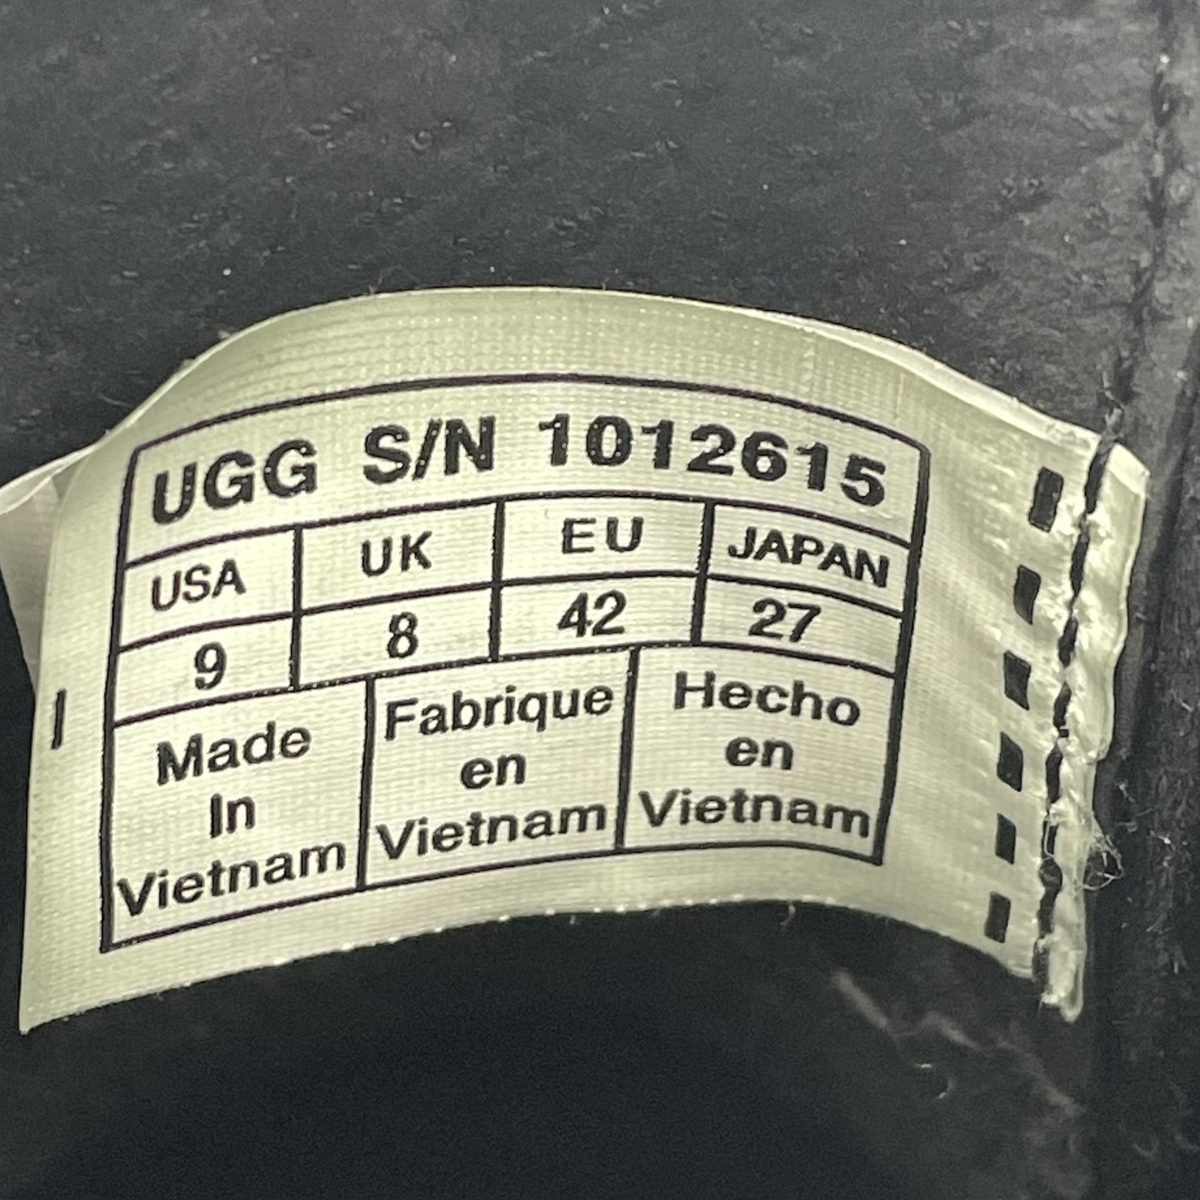 UGG S/N 1012615
USA UK EU JAPAN
9 8 42 27
Made
In
Vietnam
Fabrique
en
Vietnam
Hecho
en
Vietnam